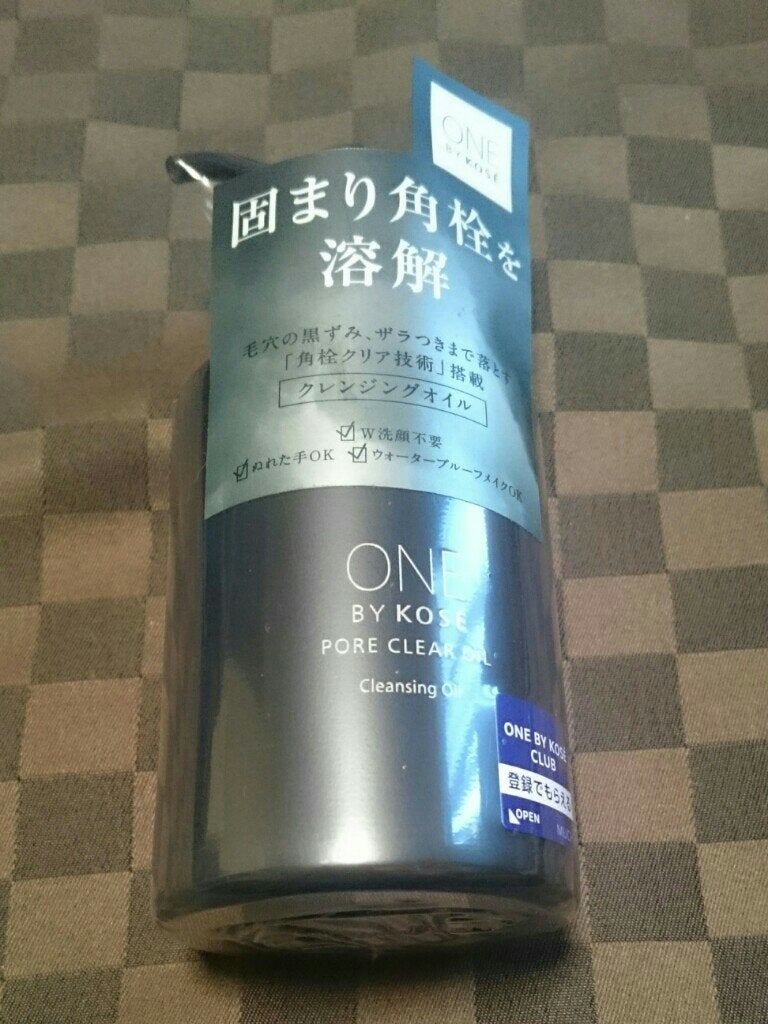 ONE
BY KOSÉ
固まり角栓を
溶解
毛穴の黒ずみ、ザラつきまで落とす
「角栓クリア技術」搭載
クレンジングオイル
W洗顔不要
ぬれた手OK ウォータープルーフメイクOK
ONE
BY KOSÉ
PORE CLEAR OIL
Cleansing Oil
ONE BY KOSÉ
CLUB
登録でもらえる
OPEN